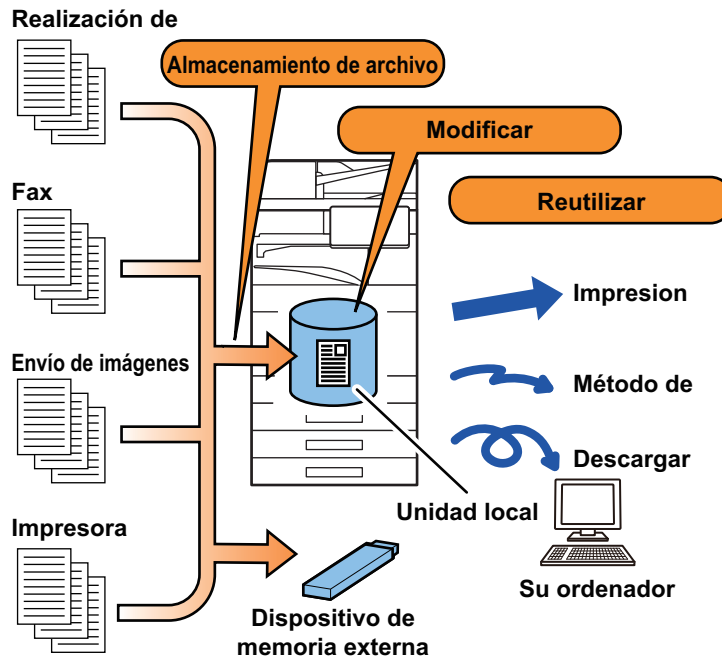 Realización de
Almacenamiento de archivo
Modificar
Fax
Reutilizar
Impresion
Envío de imágenes
Método de
Descargar
Unidad local
Impresora
Su ordenador
Dispositivo de
memoria externa